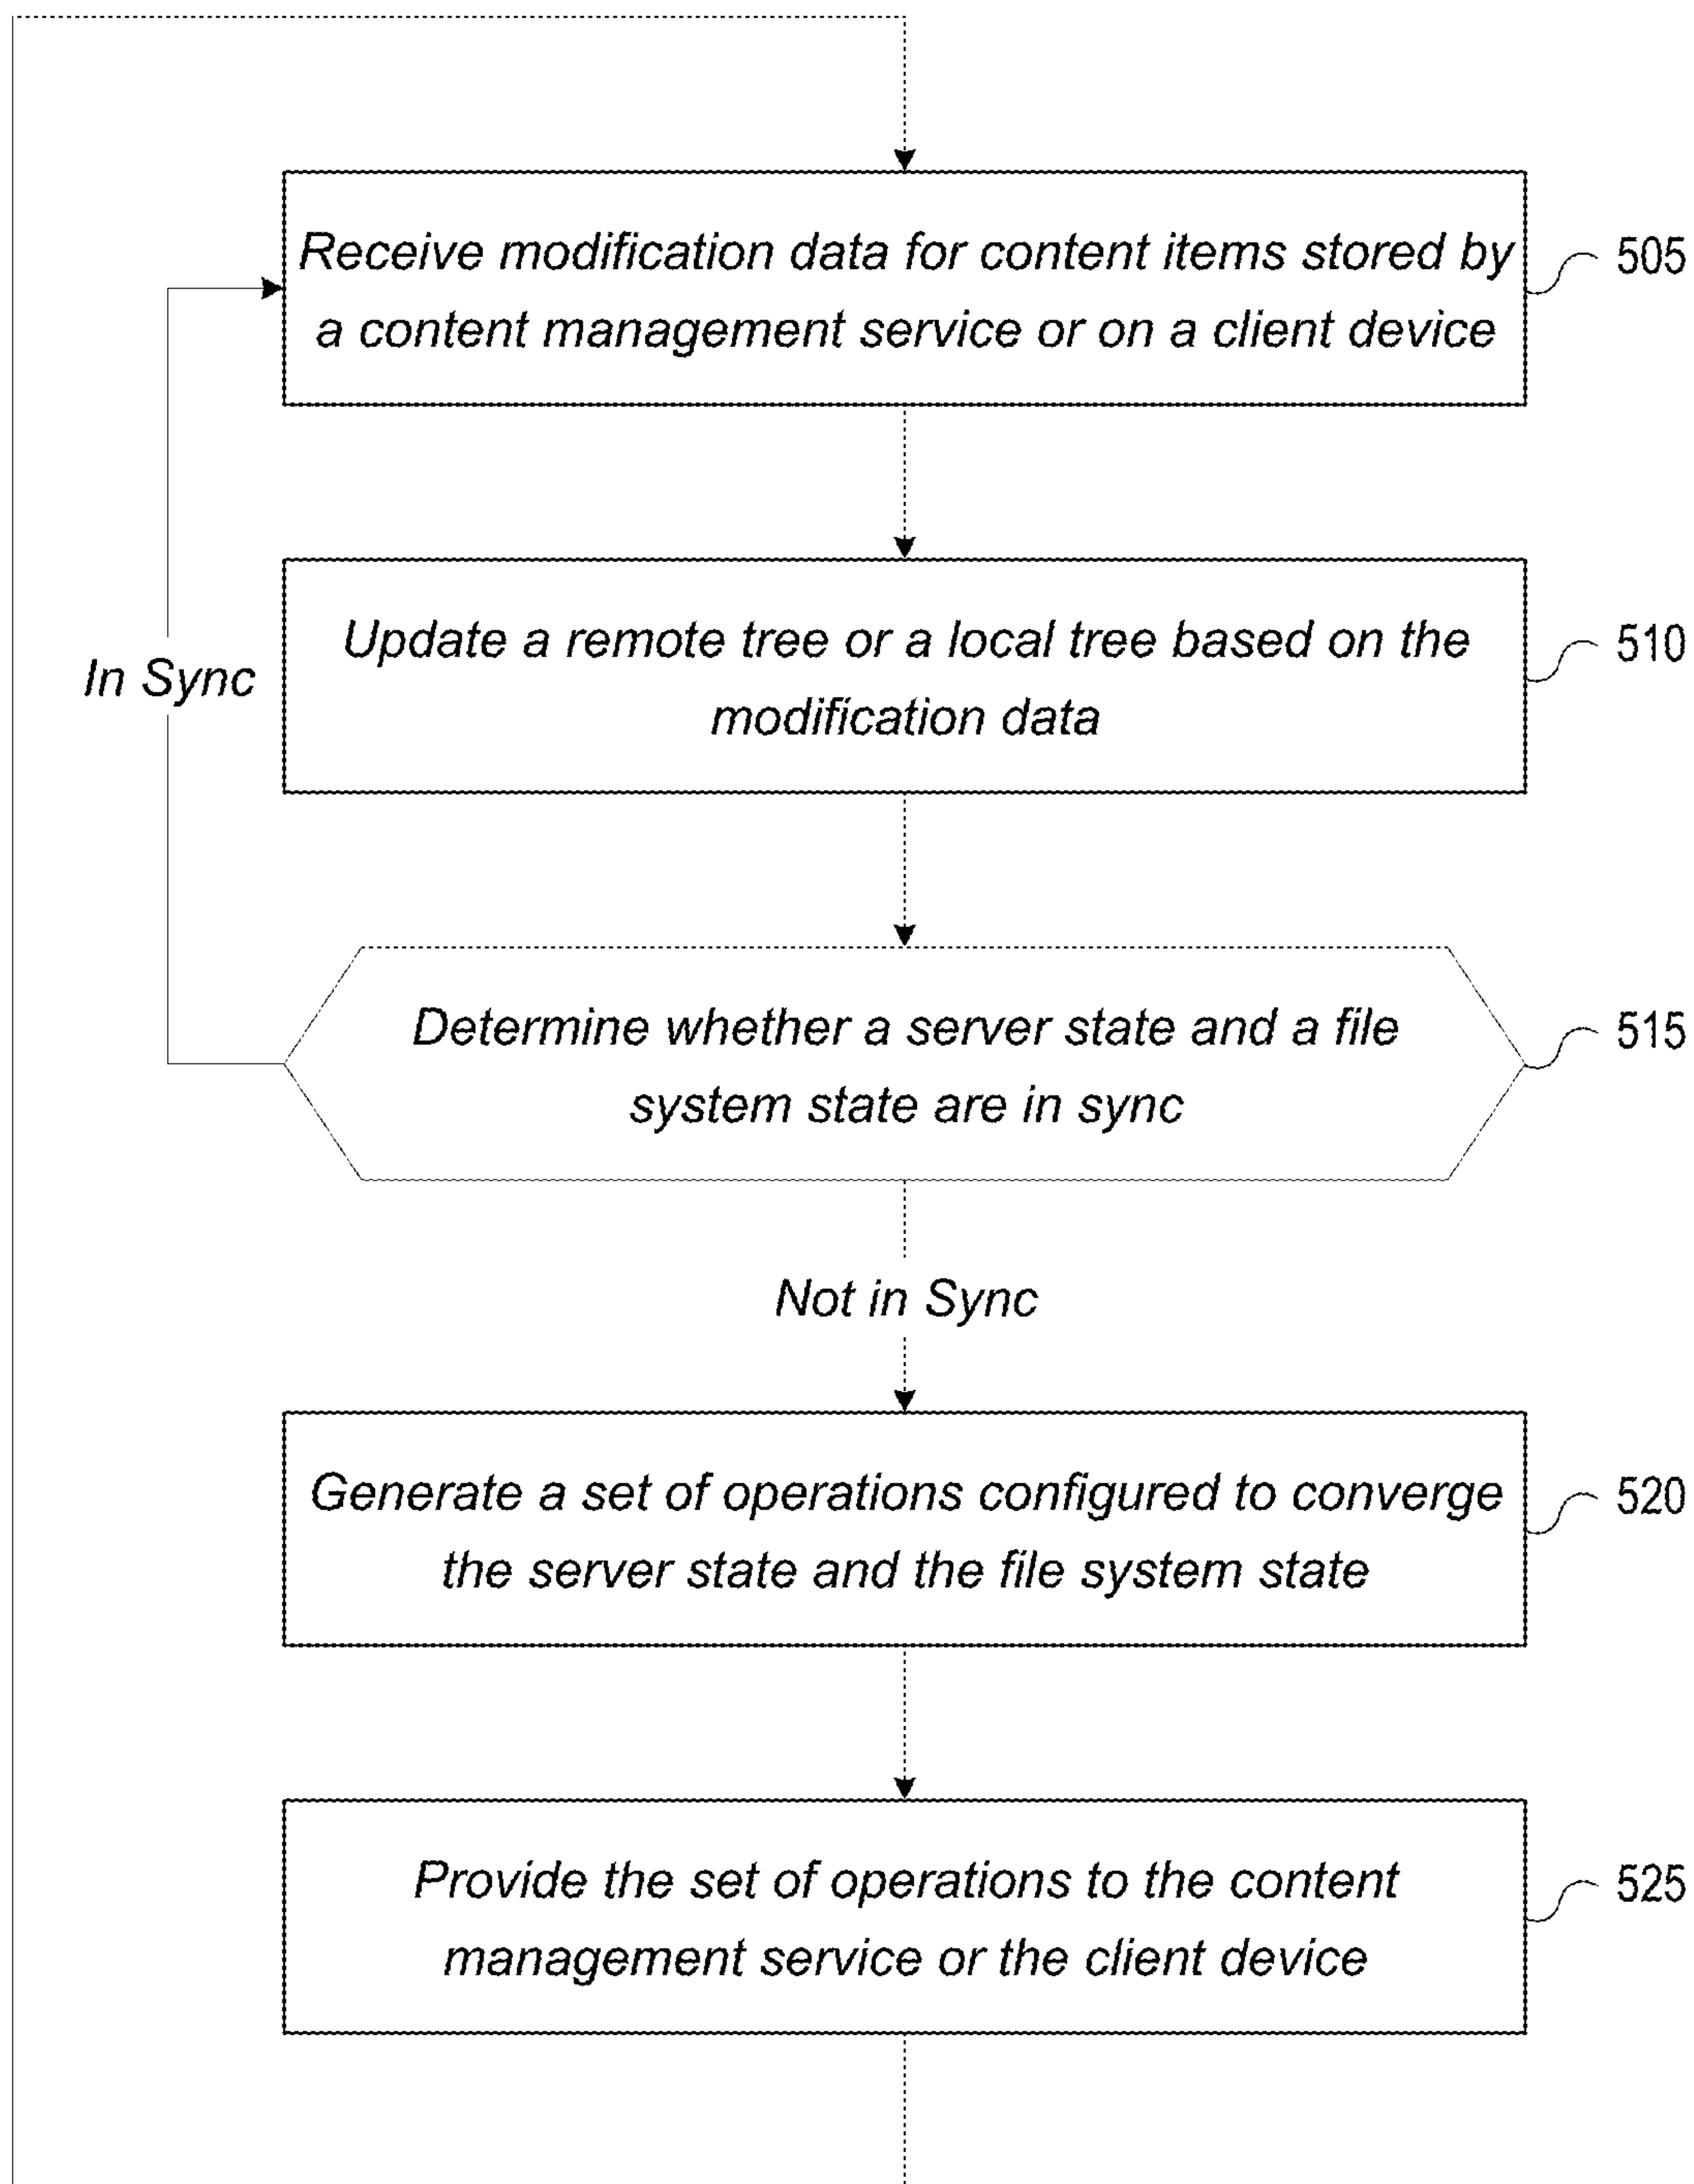 Receive modification data for content items stored by
a content management service or on a client device
505
Update a remote tree or a local tree based on the
modification data
510
In Sync
Determine whether a server state and a file
system state are in sync
515
Not in Sync
Generate a set of operations configured to converge
the server state and the file system state
520
Provide the set of operations to the content
management service or the client device
525